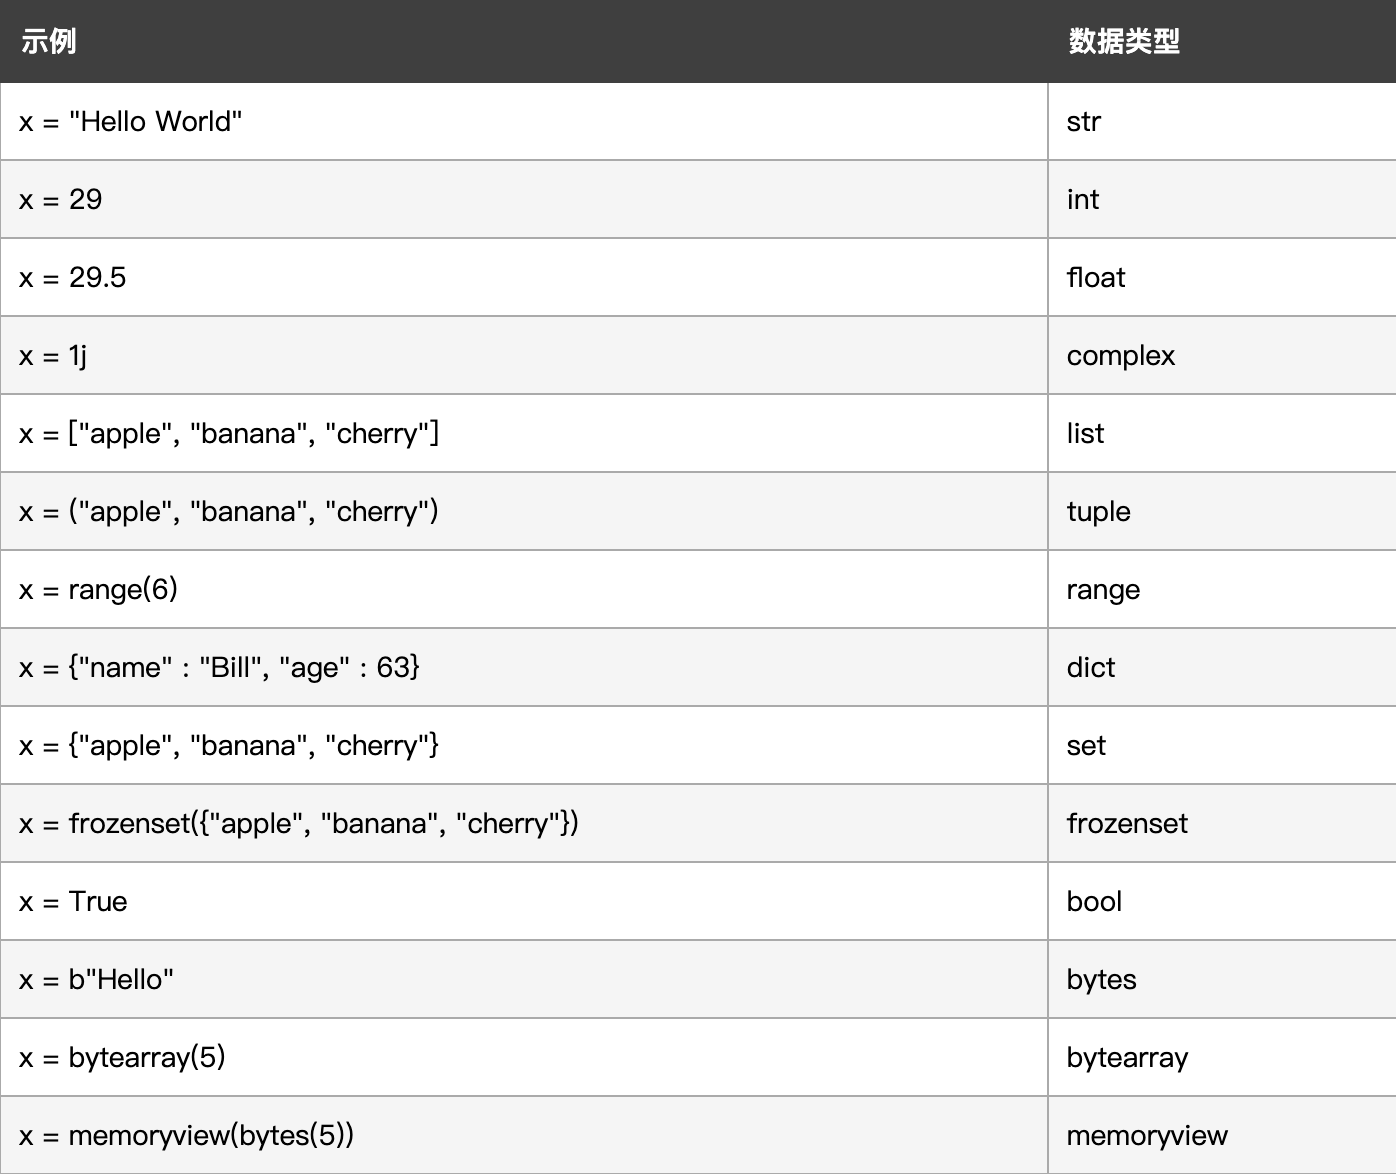 示例 数据类型
x = "Hello World" str
x = 29 int
x = 29.5 float
x = 1j complex
x = ["apple", "banana", "cherry"] list
x = ("apple", "banana", "cherry") tuple
x = range(6) range
x = {"name" : "Bill", "age" : 63} dict
x = {"apple", "banana", "cherry"} set
x = frozenset({"apple", "banana", "cherry"}) frozenset
x = True bool
x = b"Hello" bytes
x = bytearray(5) bytearray
x = memoryview(bytes(5)) memoryview